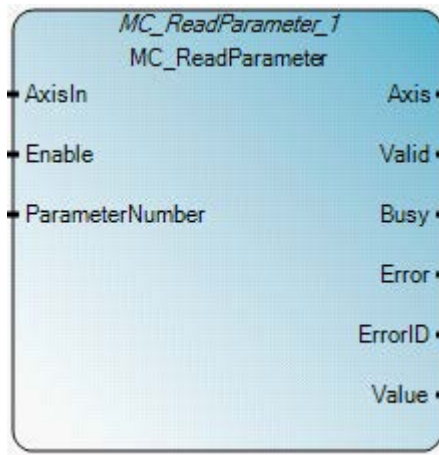 MC_ReadParameter_1
MC_ReadParameter
AxisIn Axis
Enable Valid
ParameterNumber Busy
Error
ErrorID
Value